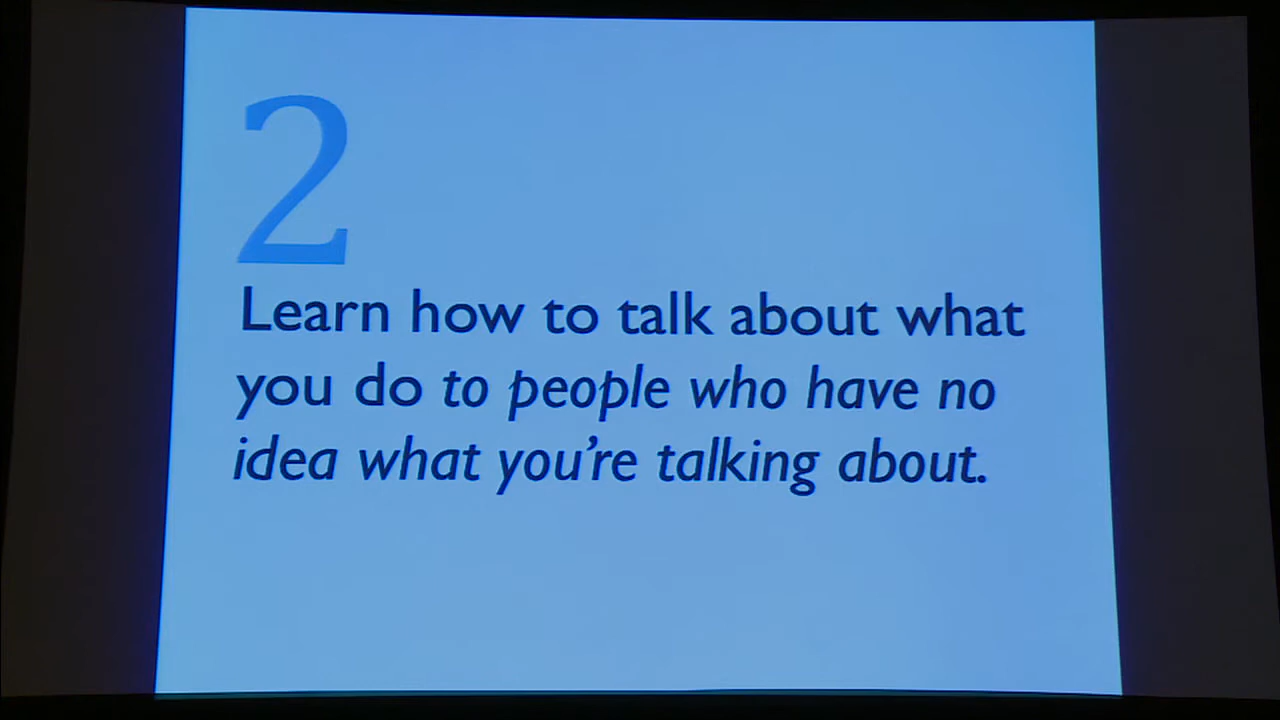 2
Learn how to talk about what
you do to people who have no
idea what you're talking about.